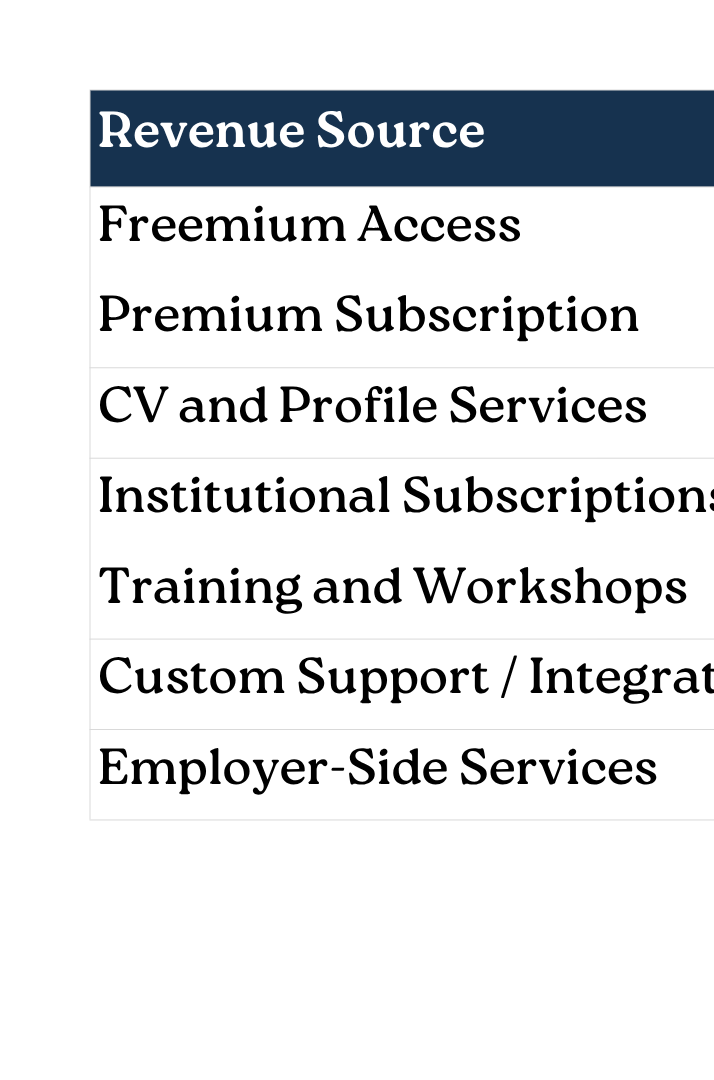 Revenue Source
Freemium Access
Premium Subscription
CV and Profile Services
Institutional Subscriptions
Training and Workshops
Custom Support / Integrat
Employer-Side Services